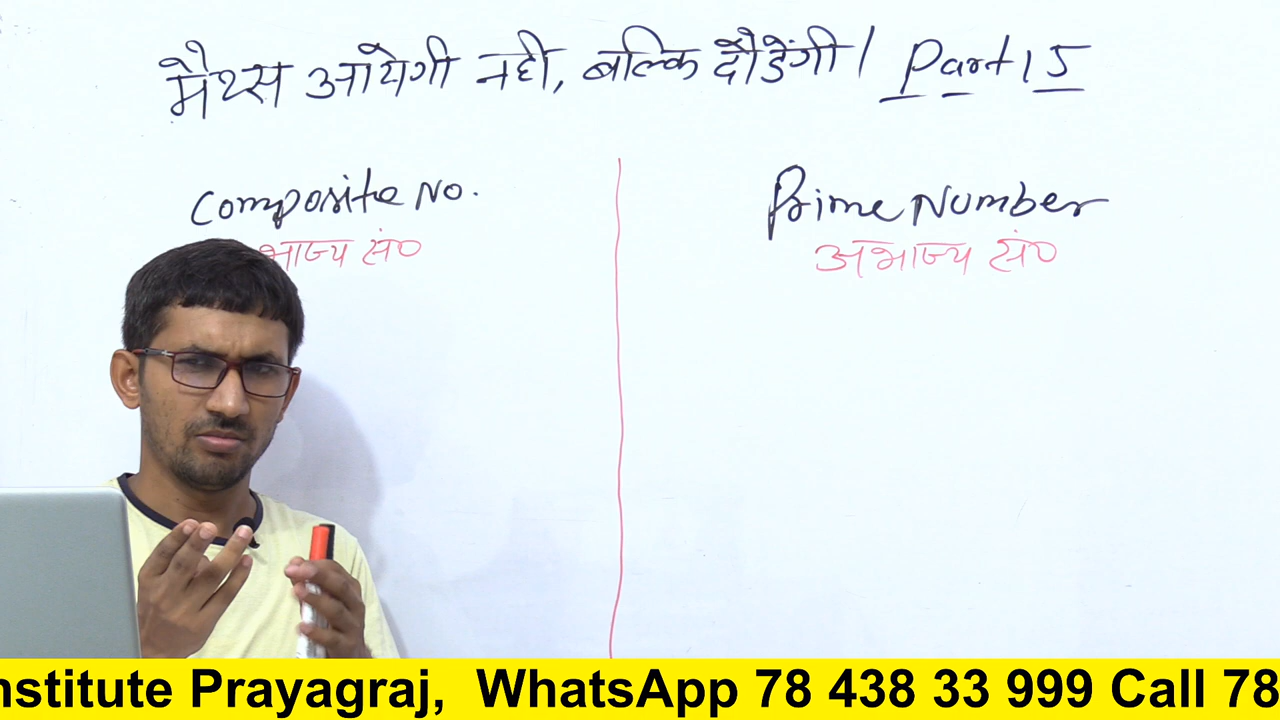 मैथ्स आयेगी नही, बल्कि दौडेंगी। Part 15
Composite No.
भाज्य सं०
Prime Number
अभाज्य सं०
nstitute Prayagraj, WhatsApp 78 438 33 999 Call 78